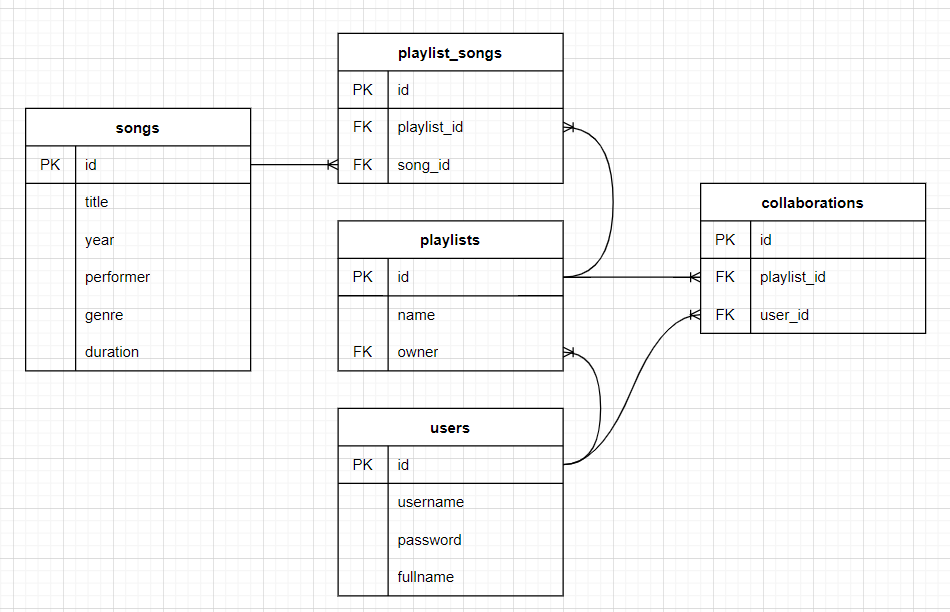 playlist_songs
PK id
FK playlist_id
FK song_id
songs
PK id
title
year
performer
genre
duration
playlists
PK id
name
FK owner
collaborations
PK id
FK playlist_id
FK user_id
users
PK id
username
password
fullname